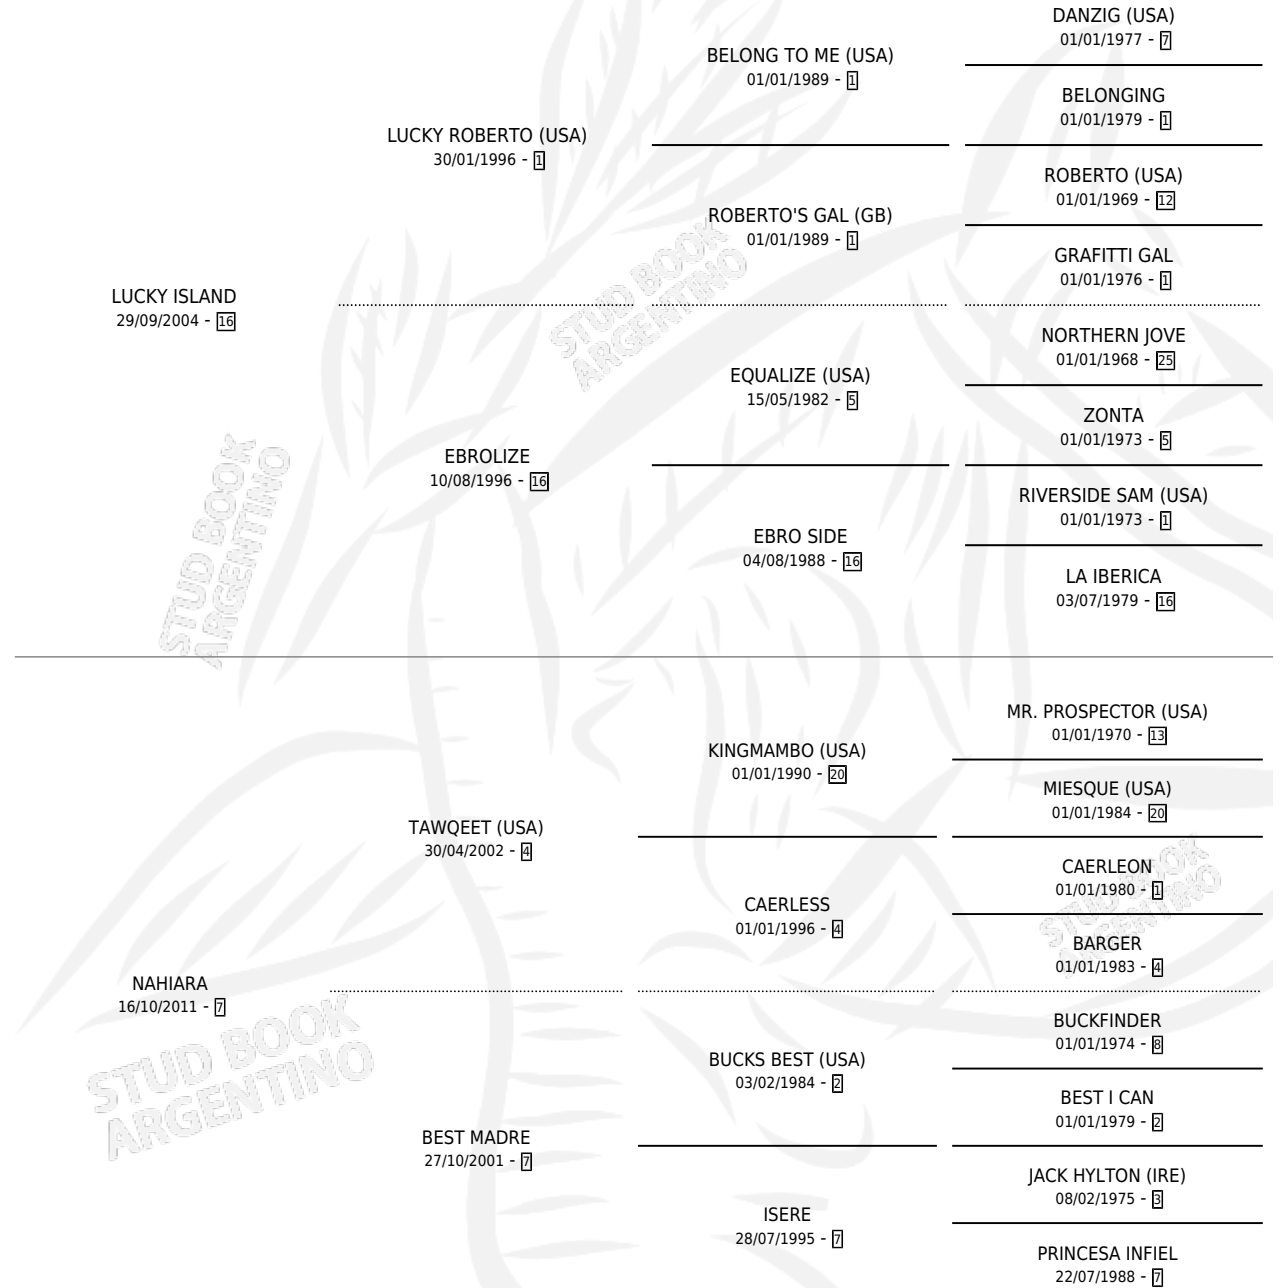 LUCKY ISLAND
29/09/2004 - 16
LUCKY ROBERTO (USA)
30/01/1996 - 1
EBROLIZE
10/08/1996 - 16
BELONG TO ME (USA)
01/01/1989 - 1
ROBERTO'S GAL (GB)
01/01/1989 - 1
EQUALIZE (USA)
15/05/1982 - 5
EBRO SIDE
04/08/1988 - 16
DANZIG (USA)
01/01/1977 - 7
BELONGING
01/01/1979 - 1
ROBERTO (USA)
01/01/1969 - 12
GRAFITTI GAL
01/01/1976 - 1
NORTHERN JOVE
01/01/1968 - 25
ZONTA
01/01/1973 - 5
RIVERSIDE SAM (USA)
01/01/1973 - 1
LA IBERICA
03/07/1979 - 16
STUD BOOK
ARGENTINO
STUD BOOK
ARGENTINO
NAHIARA
16/10/2011 - 7
TAWQEET (USA)
30/04/2002 - 4
BEST MADRE
27/10/2001 - 7
KINGMAMBO (USA)
01/01/1990 - 20
CAERLESS
01/01/1996 - 4
BUCKS BEST (USA)
03/02/1984 - 2
ISERE
28/07/1995 - 7
MR. PROSPECTOR (USA)
01/01/1970 - 13
MIESQUE (USA)
01/01/1984 - 20
CAERLEON
01/01/1980 - 1
BARGER
01/01/1983 - 4
BUCKFINDER
01/01/1974 - 8
BEST I CAN
01/01/1979 - 2
JACK HYLTON (IRE)
08/02/1975 - 3
PRINCESA INFIEL
22/07/1988 - 7
STUD BOOK
ARGENTINO
STUD BOOK
ARGENTINO